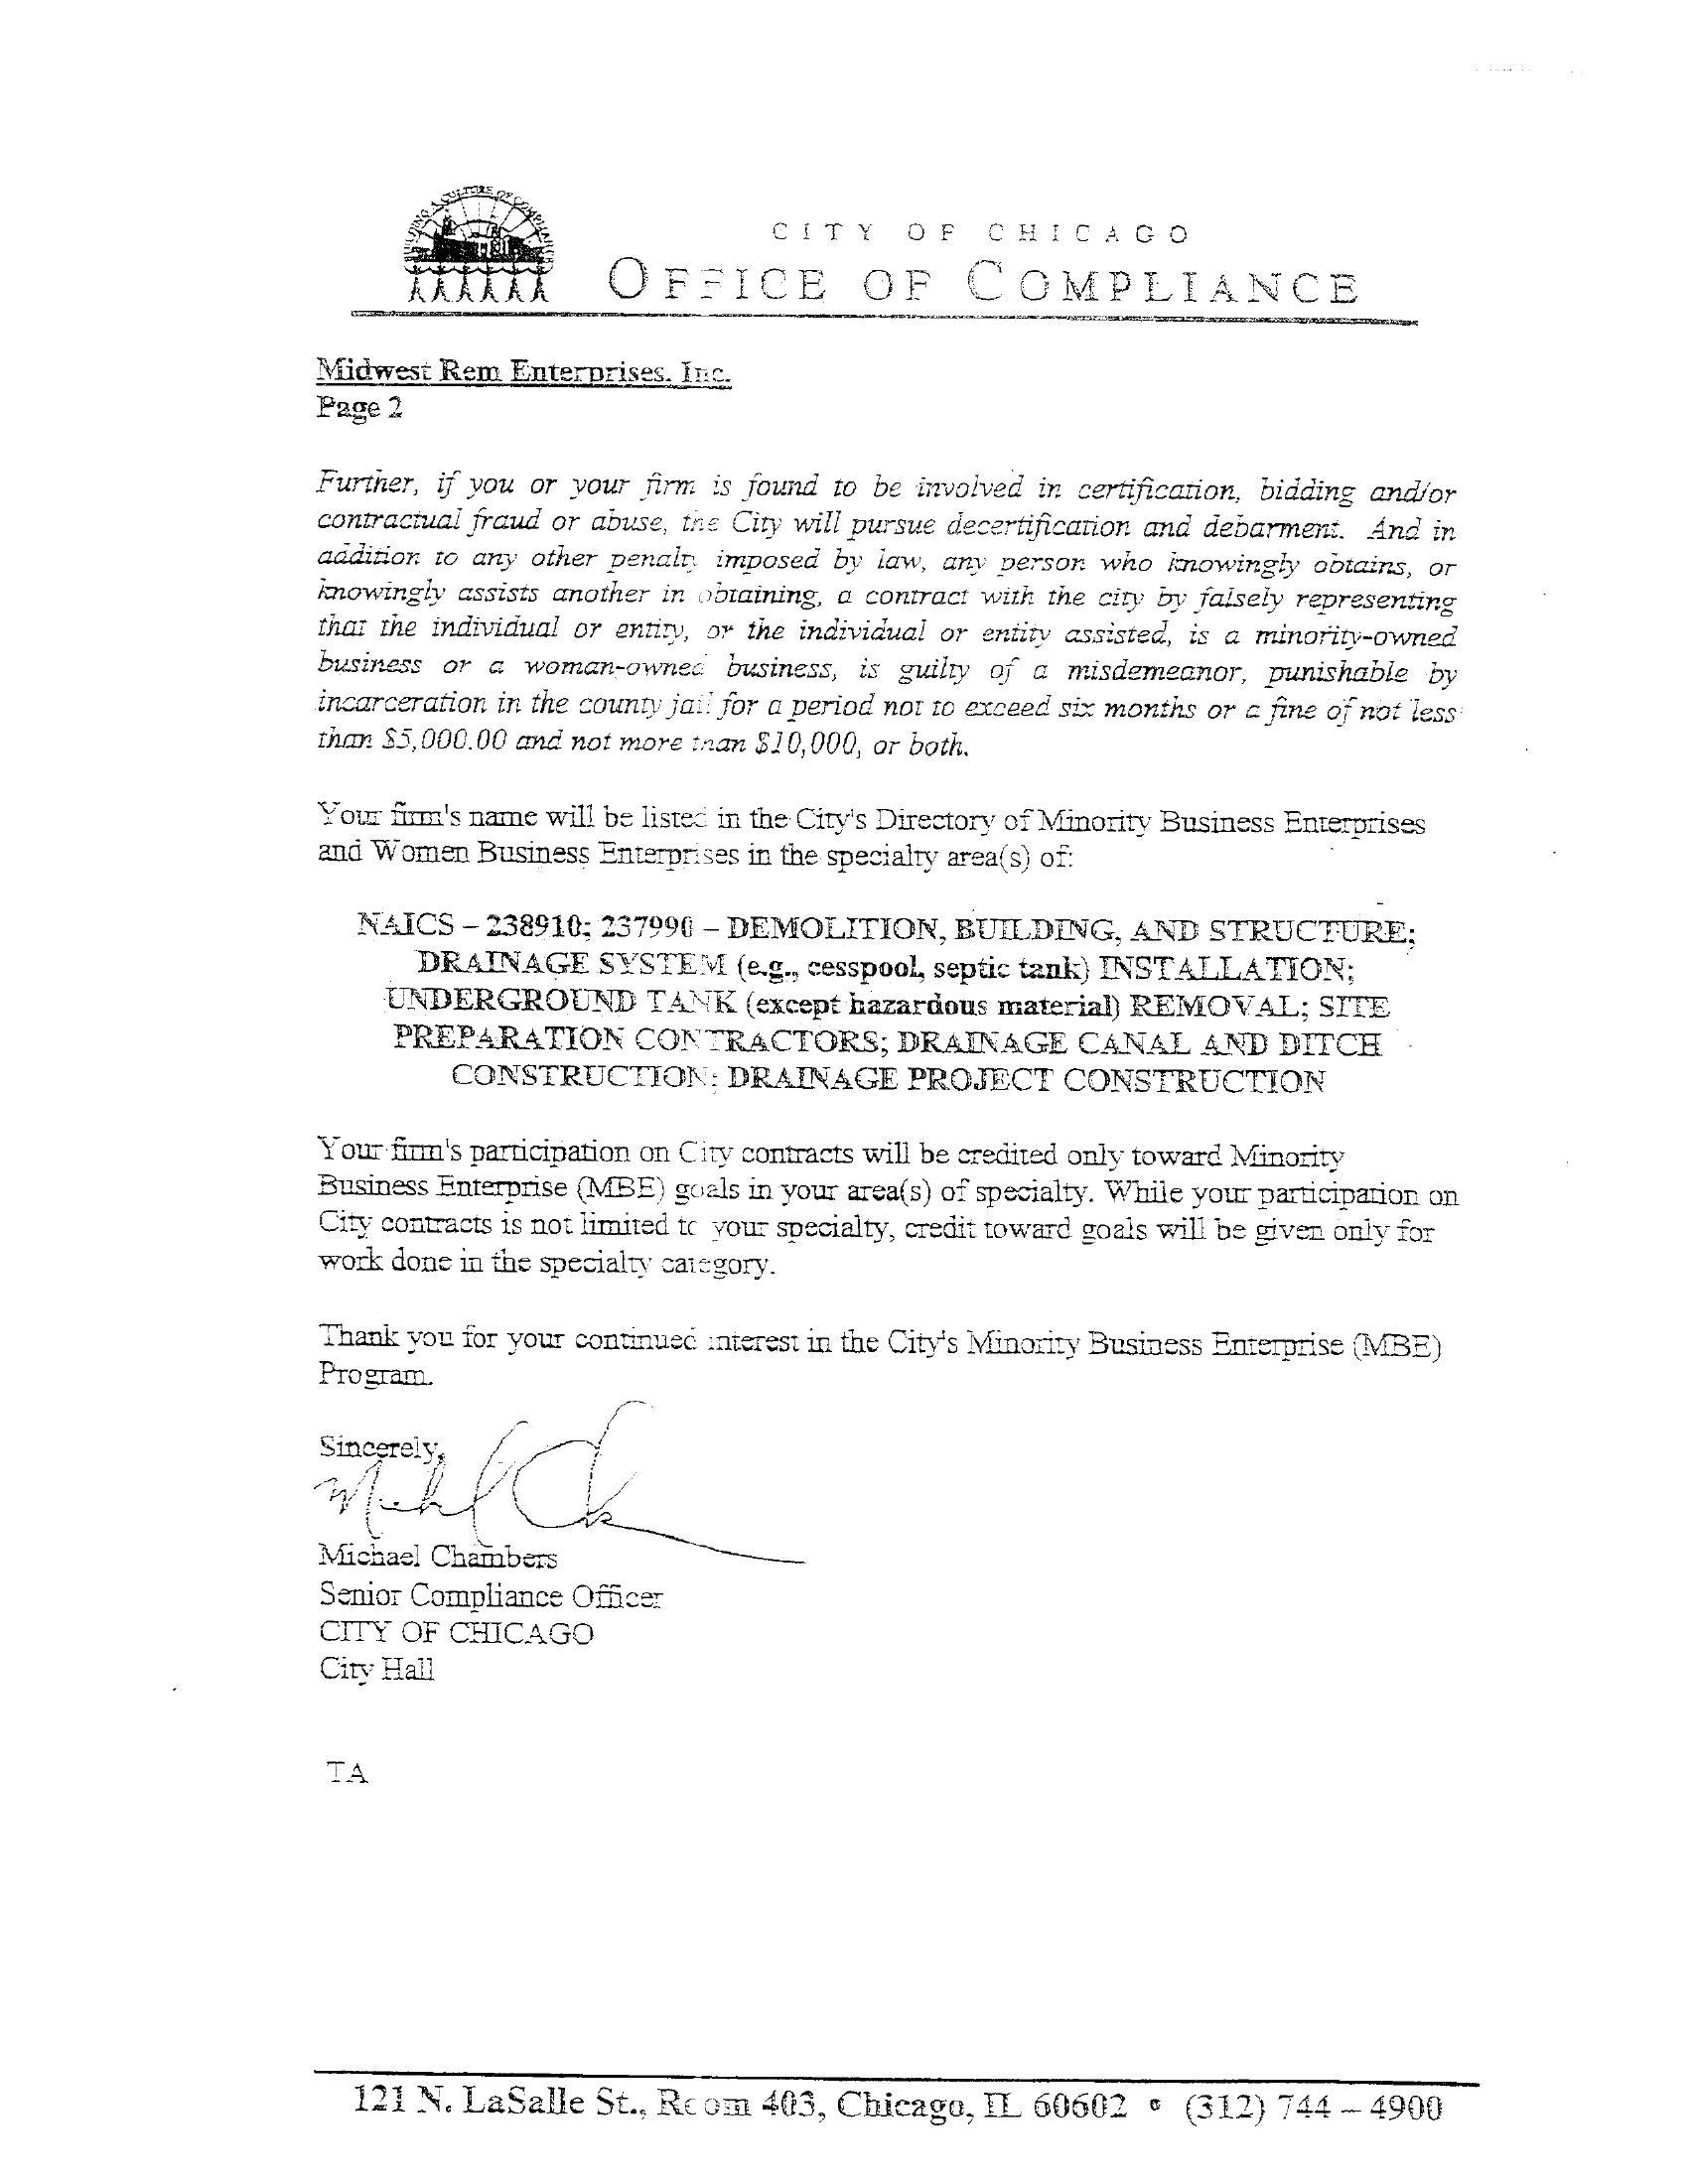 CITY OF CHICAGO
OFFICE OF COMPLIANCE
Midwest Rem Enterprises, Inc.
Page 2
Further, if you or your firm is found to be involved in certification, bidding and/or
contractual fraud or abuse, the City will pursue decertification and debarment. And in
addition to any other penalty imposed by law, any person who knowingly obtains, or
knowingly assists another in obtaining, a contract with the city by falsely representing
that the individual or entity, or the individual or entity assisted, is a minority-owned
business or a woman-owned business, is guilty of a misdemeanor, punishable by
incarceration in the county jail for a period not to exceed six months or a fine of not less
than $5,000.00 and not more than $10,000, or both.
Your firm's name will be listed in the City's Directory of Minority Business Enterprises
and Women Business Enterprises in the specialty area(s) of:
NAICS – 238910; 237990 – DEMOLITION, BUILDING, AND STRUCTURE;
DRAINAGE SYSTEM (e.g., cesspool, septic tank) INSTALLATION;
UNDERGROUND TANK (except hazardous material) REMOVAL; SITE
PREPARATION CONTRACTORS; DRAINAGE CANAL AND DITCH
CONSTRUCTION; DRAINAGE PROJECT CONSTRUCTION
Your firm's participation on City contracts will be credited only toward Minority
Business Enterprise (MBE) goals in your area(s) of specialty. While your participation on
City contracts is not limited to your specialty, credit toward goals will be given only for
work done in the specialty category.
Thank you for your continued interest in the City's Minority Business Enterprise (MBE)
Program.
Sincerely,
Michael Chambers
Senior Compliance Officer
CITY OF CHICAGO
City Hall
TA
121 N. LaSalle St., Room 403, Chicago, IL 60602 • (312) 744 – 4900